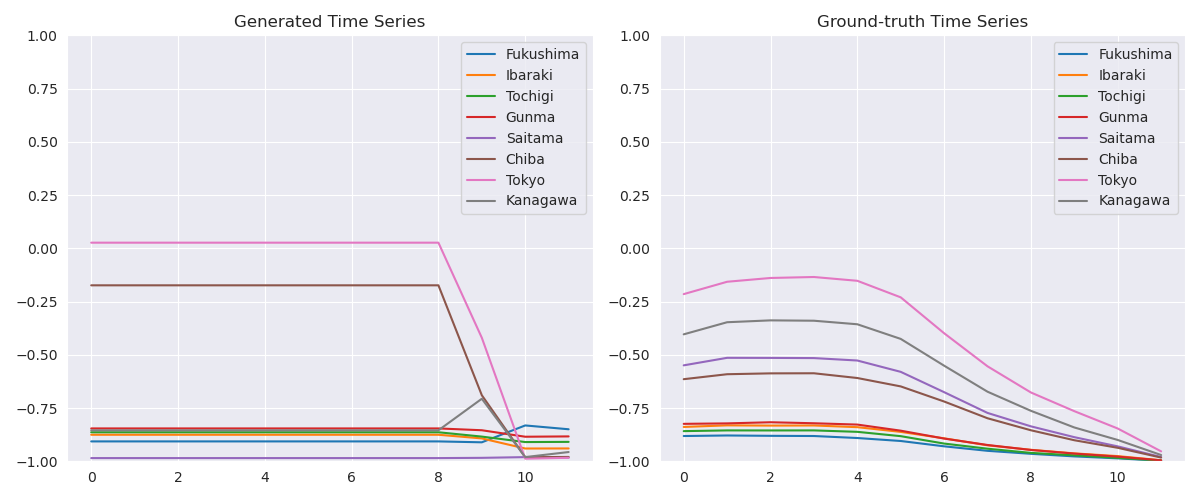 Generated Time Series
1.00
0.75
0.50
0.25
0.00
−0.25
−0.50
−0.75
−1.00
0 2 4 6 8 10
Fukushima
Ibaraki
Tochigi
Gunma
Saitama
Chiba
Tokyo
Kanagawa
Ground-truth Time Series
1.00
0.75
0.50
0.25
0.00
−0.25
−0.50
−0.75
−1.00
0 2 4 6 8 10
Fukushima
Ibaraki
Tochigi
Gunma
Saitama
Chiba
Tokyo
Kanagawa